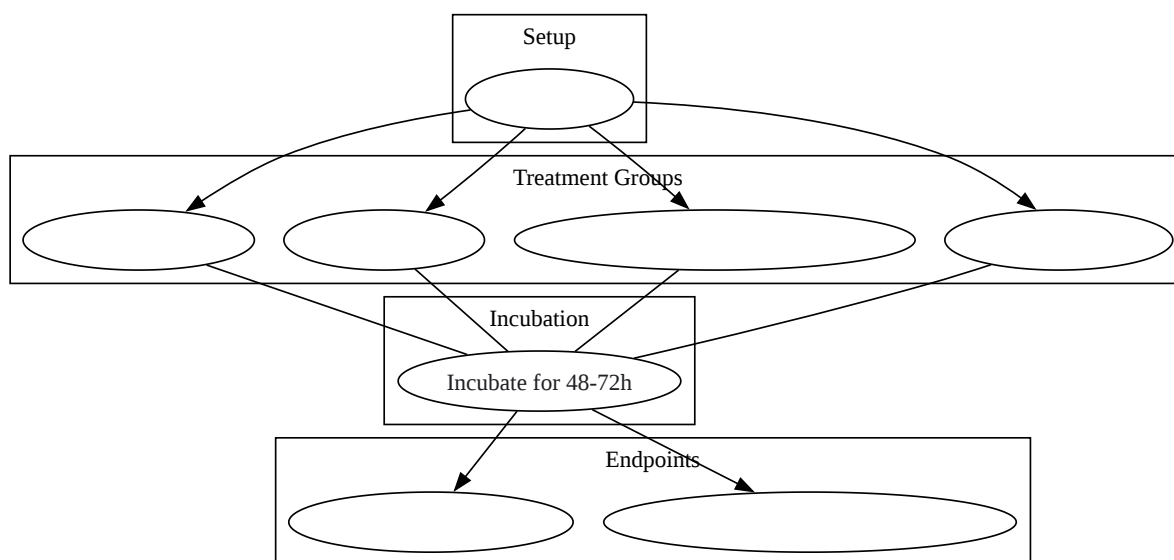 Setup
Treatment Groups
Incubation
Incubate for 48-72h
Endpoints